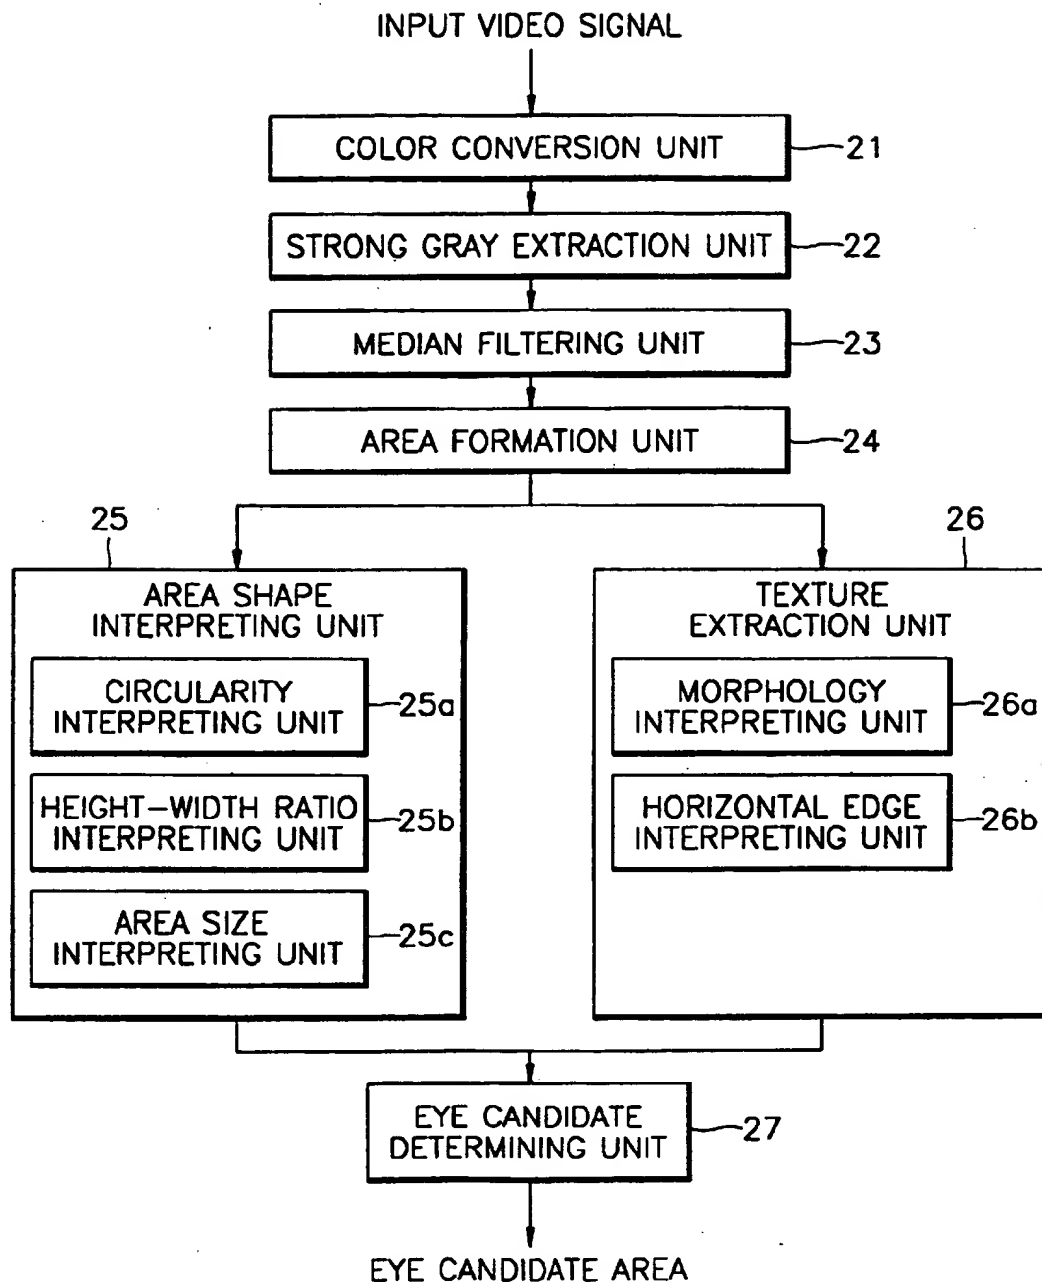 INPUT VIDEO SIGNAL
COLOR CONVERSION UNIT
21
STRONG GRAY EXTRACTION UNIT
22
MEDIAN FILTERING UNIT
23
AREA FORMATION UNIT
24
25
AREA SHAPE
INTERPRETING UNIT
CIRCULARITY
INTERPRETING UNIT
25a
HEIGHT-WIDTH RATIO
INTERPRETING UNIT
25b
AREA SIZE
INTERPRETING UNIT
25c
26
TEXTURE
EXTRACTION UNIT
MORPHOLOGY
INTERPRETING UNIT
26a
HORIZONTAL EDGE
INTERPRETING UNIT
26b
EYE CANDIDATE
DETERMINING UNIT
27
EYE CANDIDATE AREA